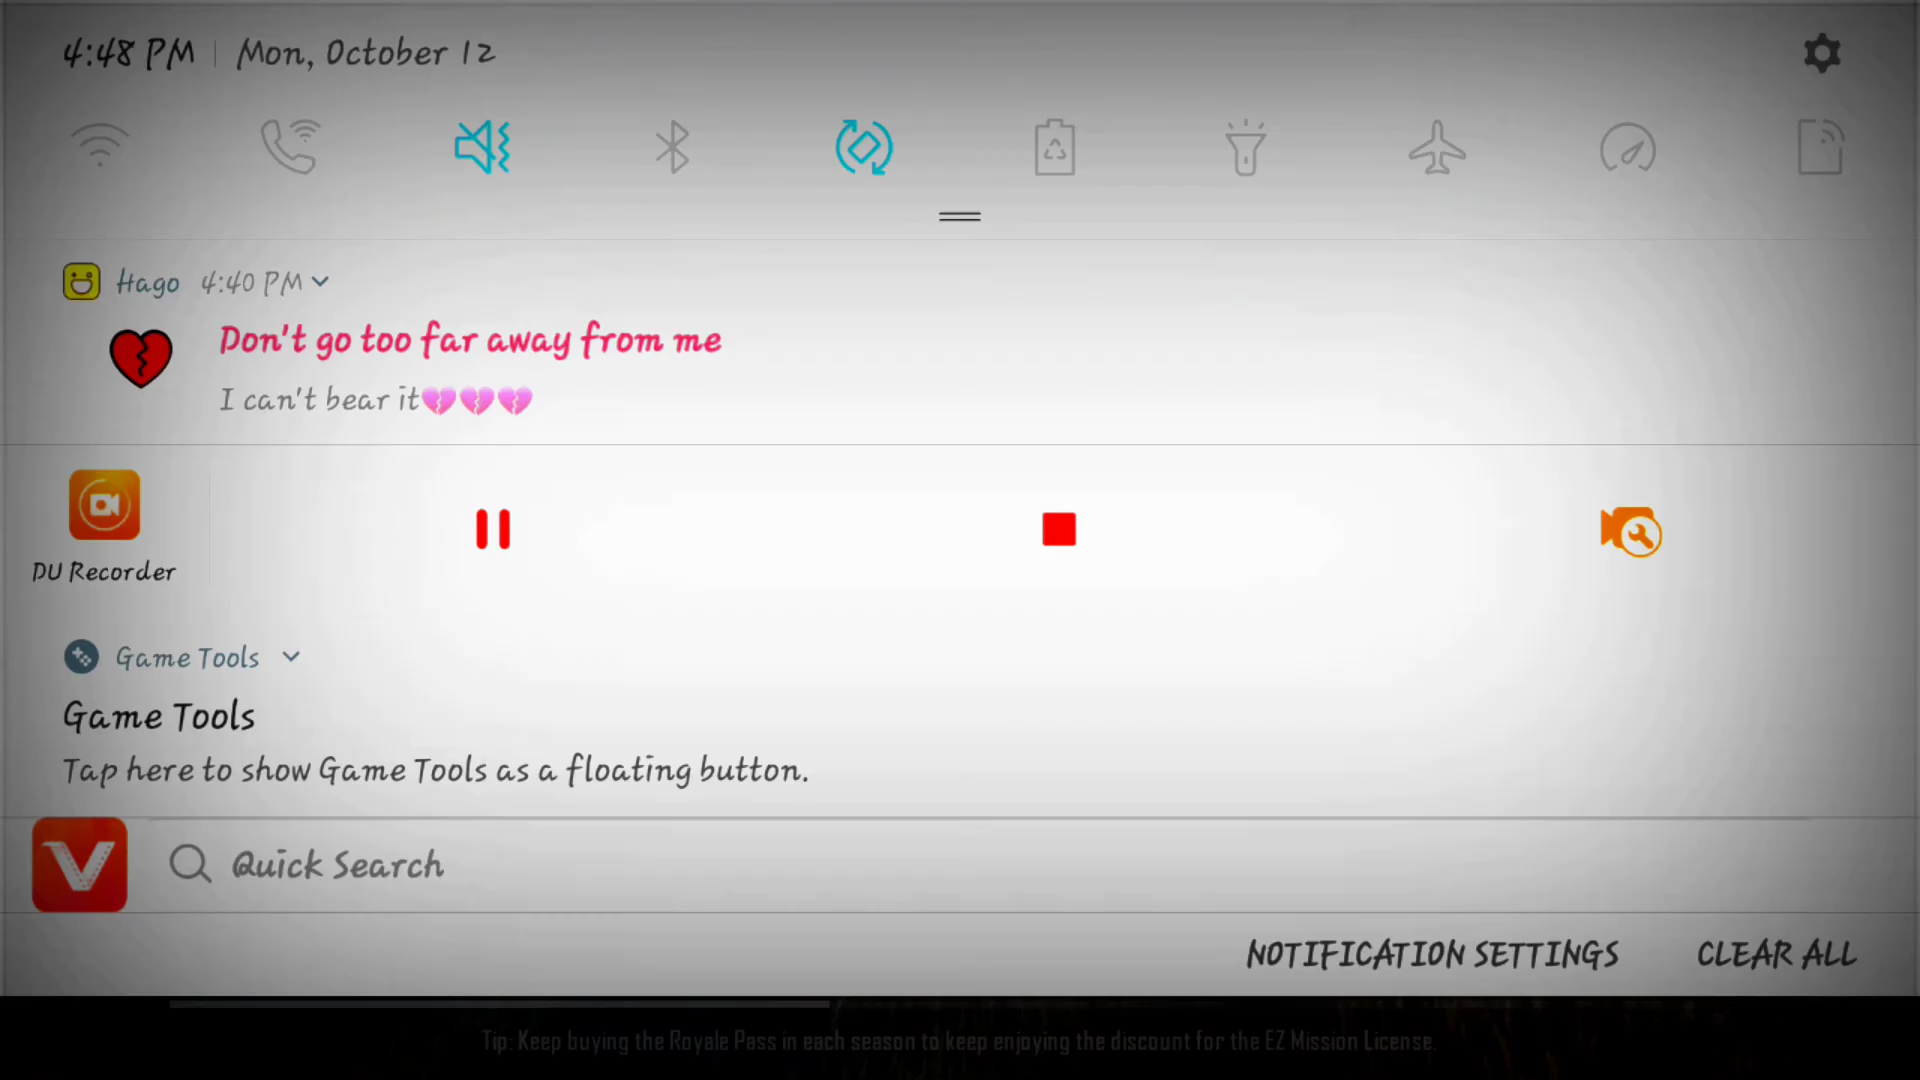 4:48 PM | Mon, October 12
Hago 4:40 PM
Don't go too far away from me
I can't bear it💔💔💔
DU Recorder
Game Tools
Game Tools
Tap here to show Game Tools as a floating button.
Quick Search
NOTIFICATION SETTINGS CLEAR ALL
Tip: Keep buying the Royale Pass in each season to keep enjoying the discount for the EZ Mission License.